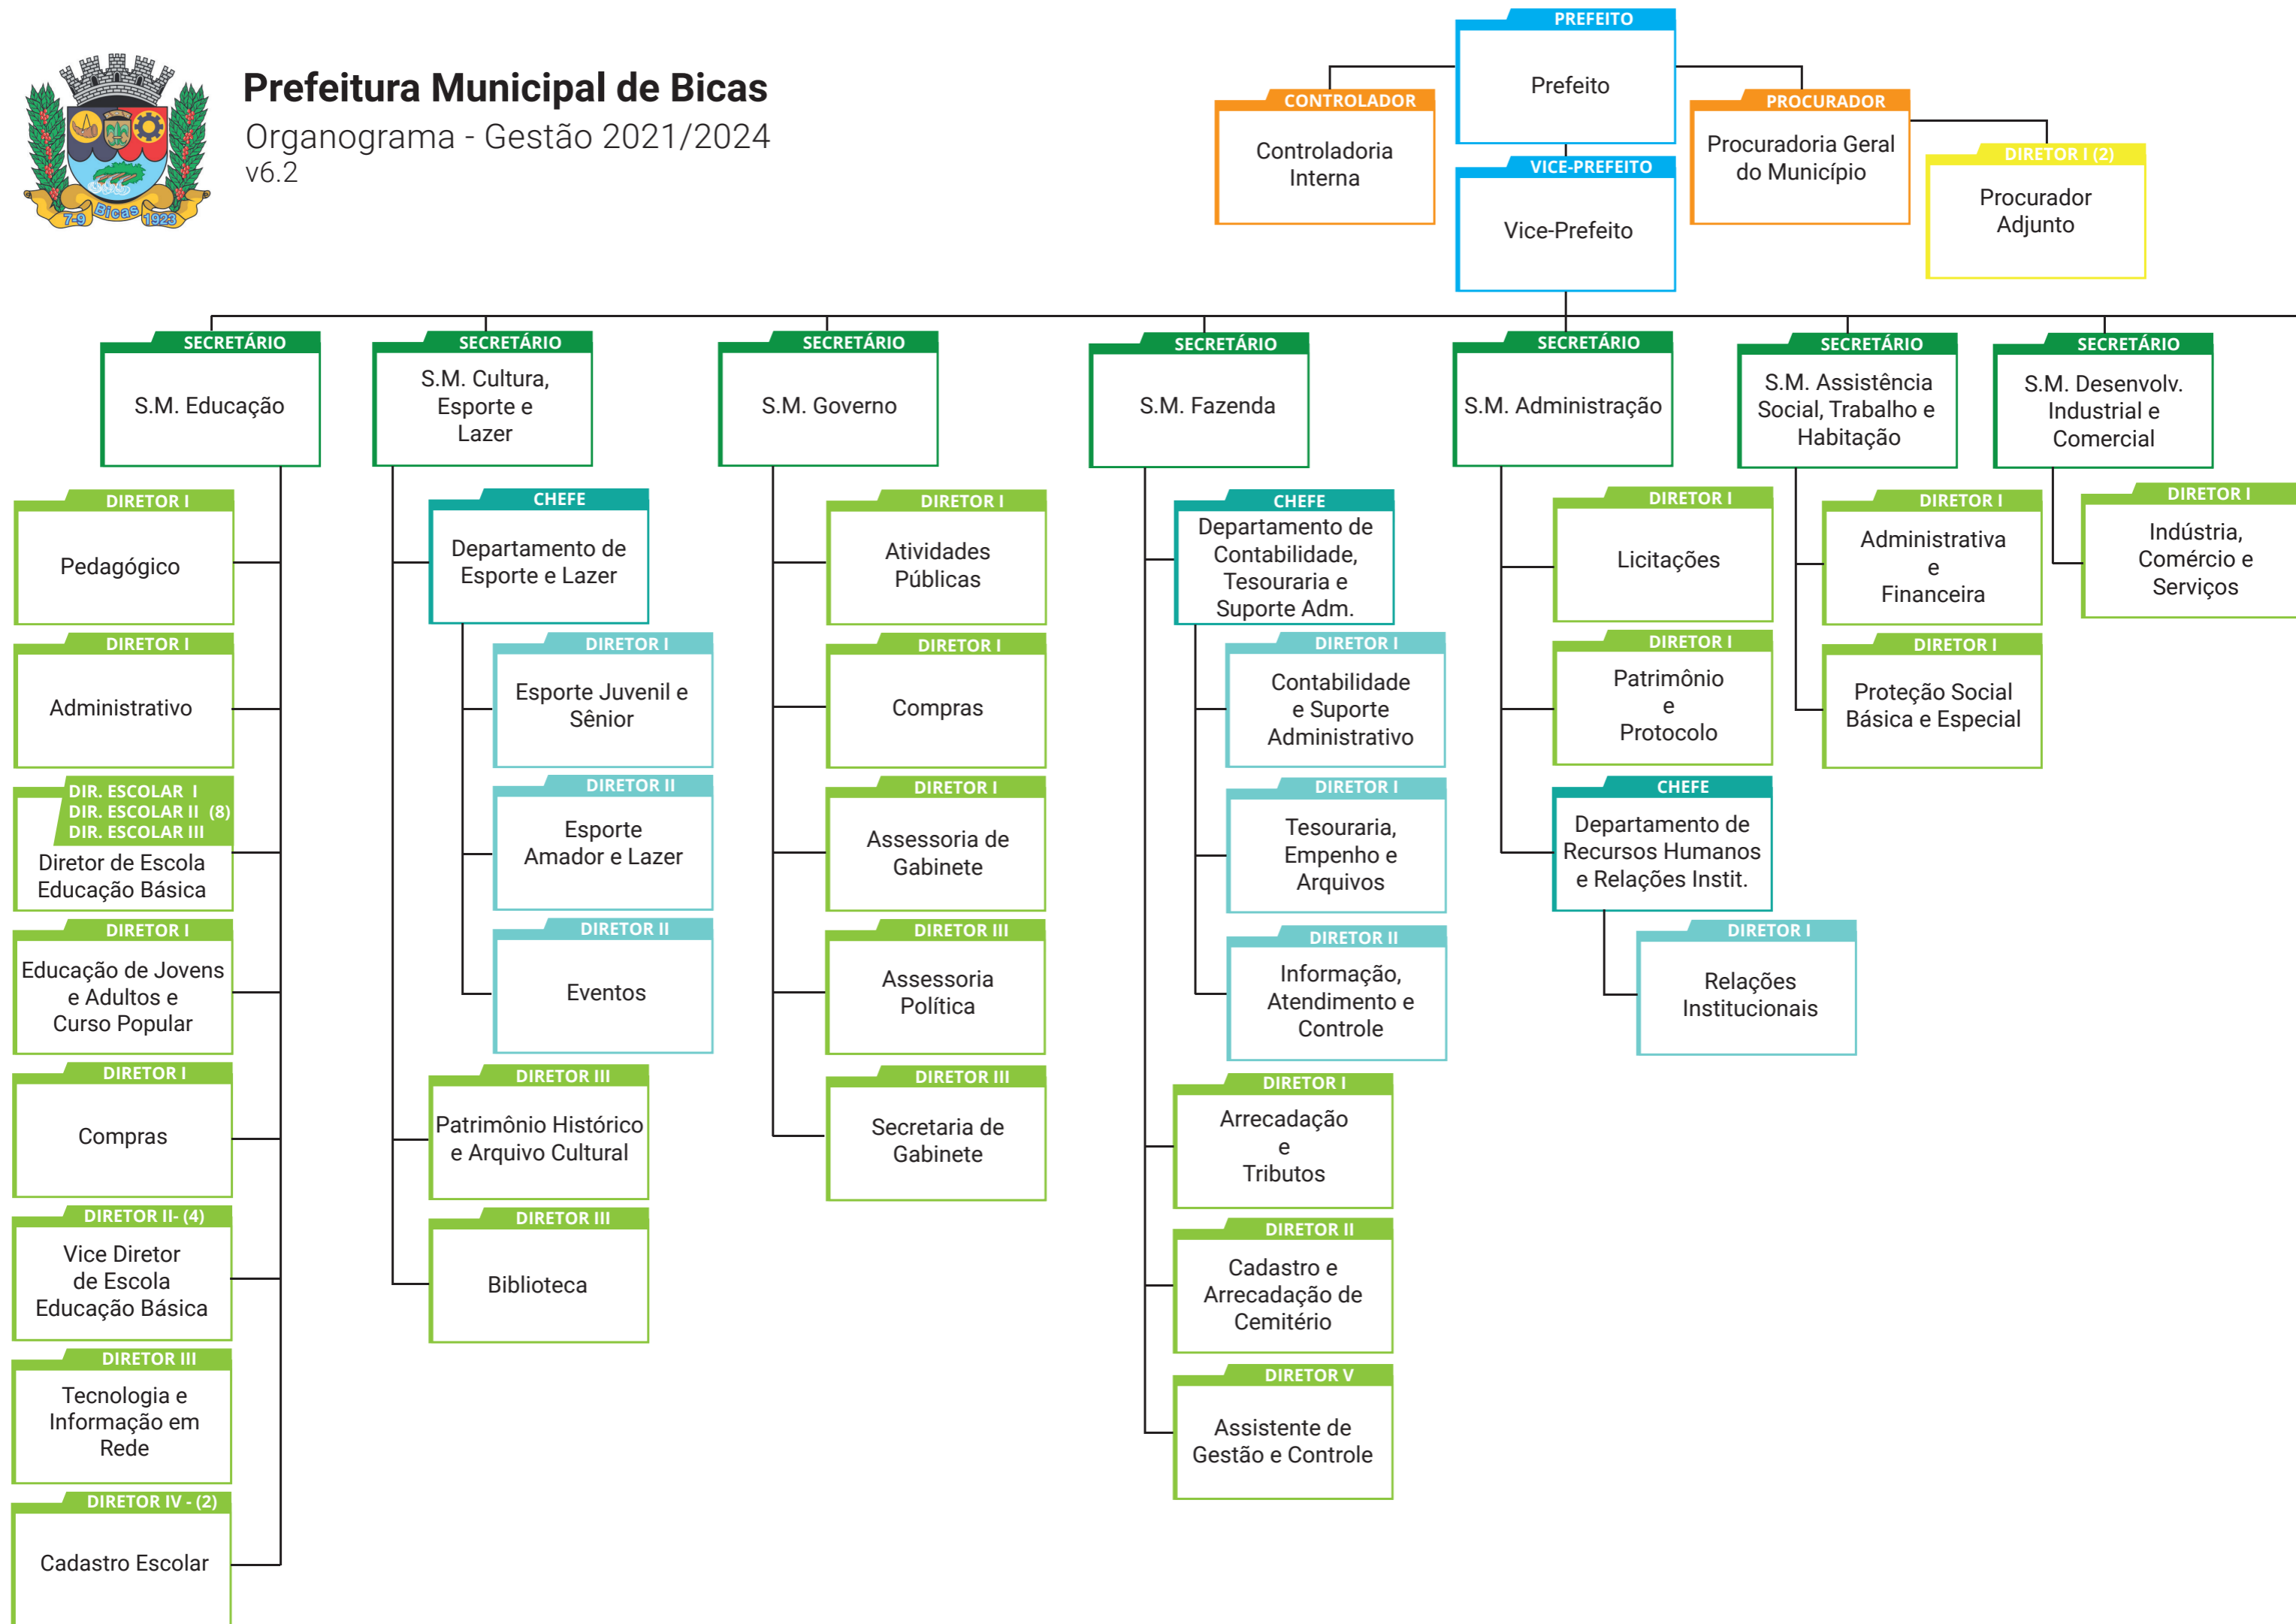 Prefeitura Municipal de Bicas
Organograma - Gestão 2021/2024
v6.2
7-9
Bicas
1923
PREFEITO
Prefeito
CONTROLADOR
Controladoria
Interna
PROCURADOR
Procuradoria Geral
do Município
DIRETOR I (2)
Procurador
Adjunto
VICE-PREFEITO
Vice-Prefeito
SECRETÁRIO
S.M. Educação
DIRETOR I
Pedagógico
DIRETOR I
Administrativo
DIR. ESCOLAR I
DIR. ESCOLAR II (8)
DIR. ESCOLAR III
Diretor de Escola
Educação Básica
DIRETOR I
Educação de Jovens
e Adultos e
Curso Popular
DIRETOR I
Compras
DIRETOR II- (4)
Vice Diretor
de Escola
Educação Básica
DIRETOR III
Tecnologia e
Informação em
Rede
DIRETOR IV - (2)
Cadastro Escolar
SECRETÁRIO
S.M. Cultura,
Esporte e
Lazer
CHEFE
Departamento de
Esporte e Lazer
DIRETOR I
Esporte Juvenil e
Sênior
DIRETOR II
Esporte
Amador e Lazer
DIRETOR II
Eventos
DIRETOR III
Patrimônio Histórico
e Arquivo Cultural
DIRETOR III
Biblioteca
SECRETÁRIO
S.M. Governo
DIRETOR I
Atividades
Públicas
DIRETOR I
Compras
DIRETOR I
Assessoria de
Gabinete
DIRETOR III
Assessoria
Política
DIRETOR III
Secretaria de
Gabinete
SECRETÁRIO
S.M. Fazenda
CHEFE
Departamento de
Contabilidade,
Tesouraria e
Suporte Adm.
DIRETOR I
Contabilidade
e Suporte
Administrativo
DIRETOR I
Tesouraria,
Empenho e
Arquivos
DIRETOR II
Informação,
Atendimento e
Controle
DIRETOR I
Arrecadação
e
Tributos
DIRETOR II
Cadastro e
Arrecadação de
Cemitério
DIRETOR V
Assistente de
Gestão e Controle
SECRETÁRIO
S.M. Administração
DIRETOR I
Licitações
DIRETOR I
Patrimônio
e
Protocolo
CHEFE
Departamento de
Recursos Humanos
e Relações Instit.
DIRETOR I
Relações
Institucionais
SECRETÁRIO
S.M. Assistência
Social, Trabalho e
Habitação
DIRETOR I
Administrativa
e
Financeira
DIRETOR I
Proteção Social
Básica e Especial
SECRETÁRIO
S.M. Desenvolv.
Industrial e
Comercial
DIRETOR I
Indústria,
Comércio e
Serviços